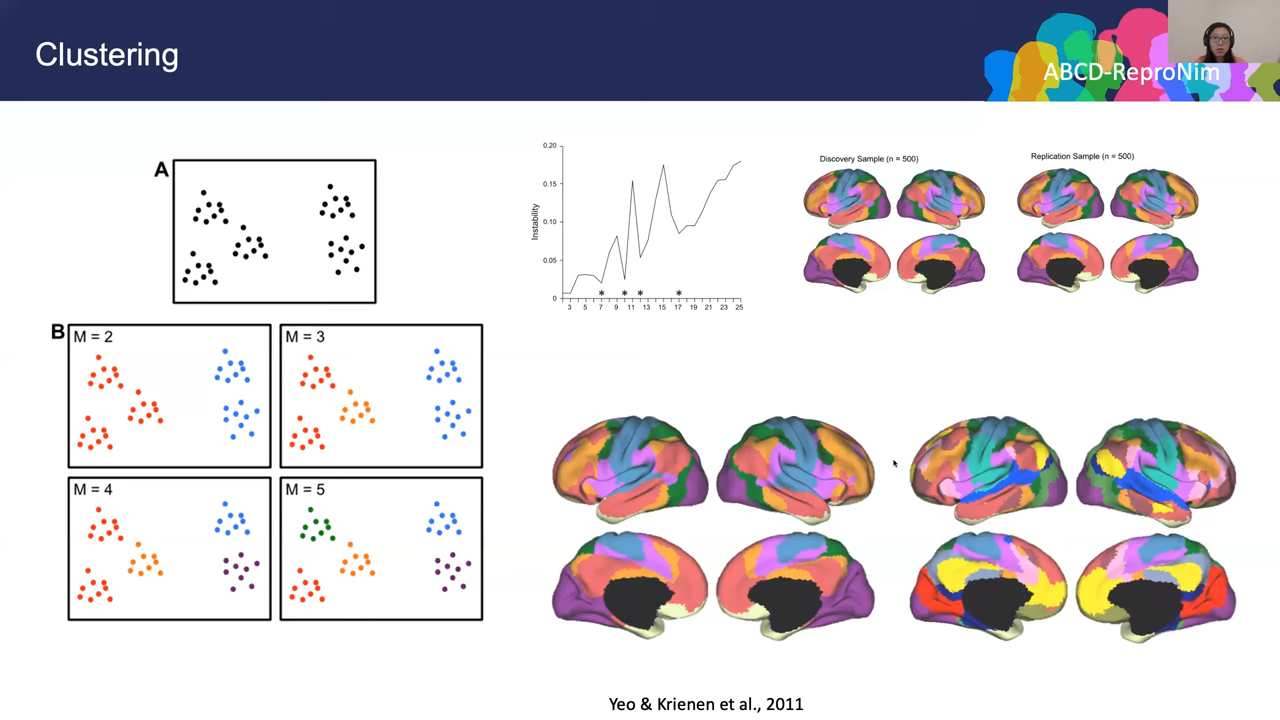 Clustering
ABCD-ReproNim
A
B
M = 2
M = 3
M = 4
M = 5
0.20
0.15
0.10
0.05
0
Instability
* * * *
3 5 7 9 11 13 15 17 19 21 23 25
Discovery Sample (n = 500)
Replication Sample (n = 500)
Yeo & Krienen et al., 2011